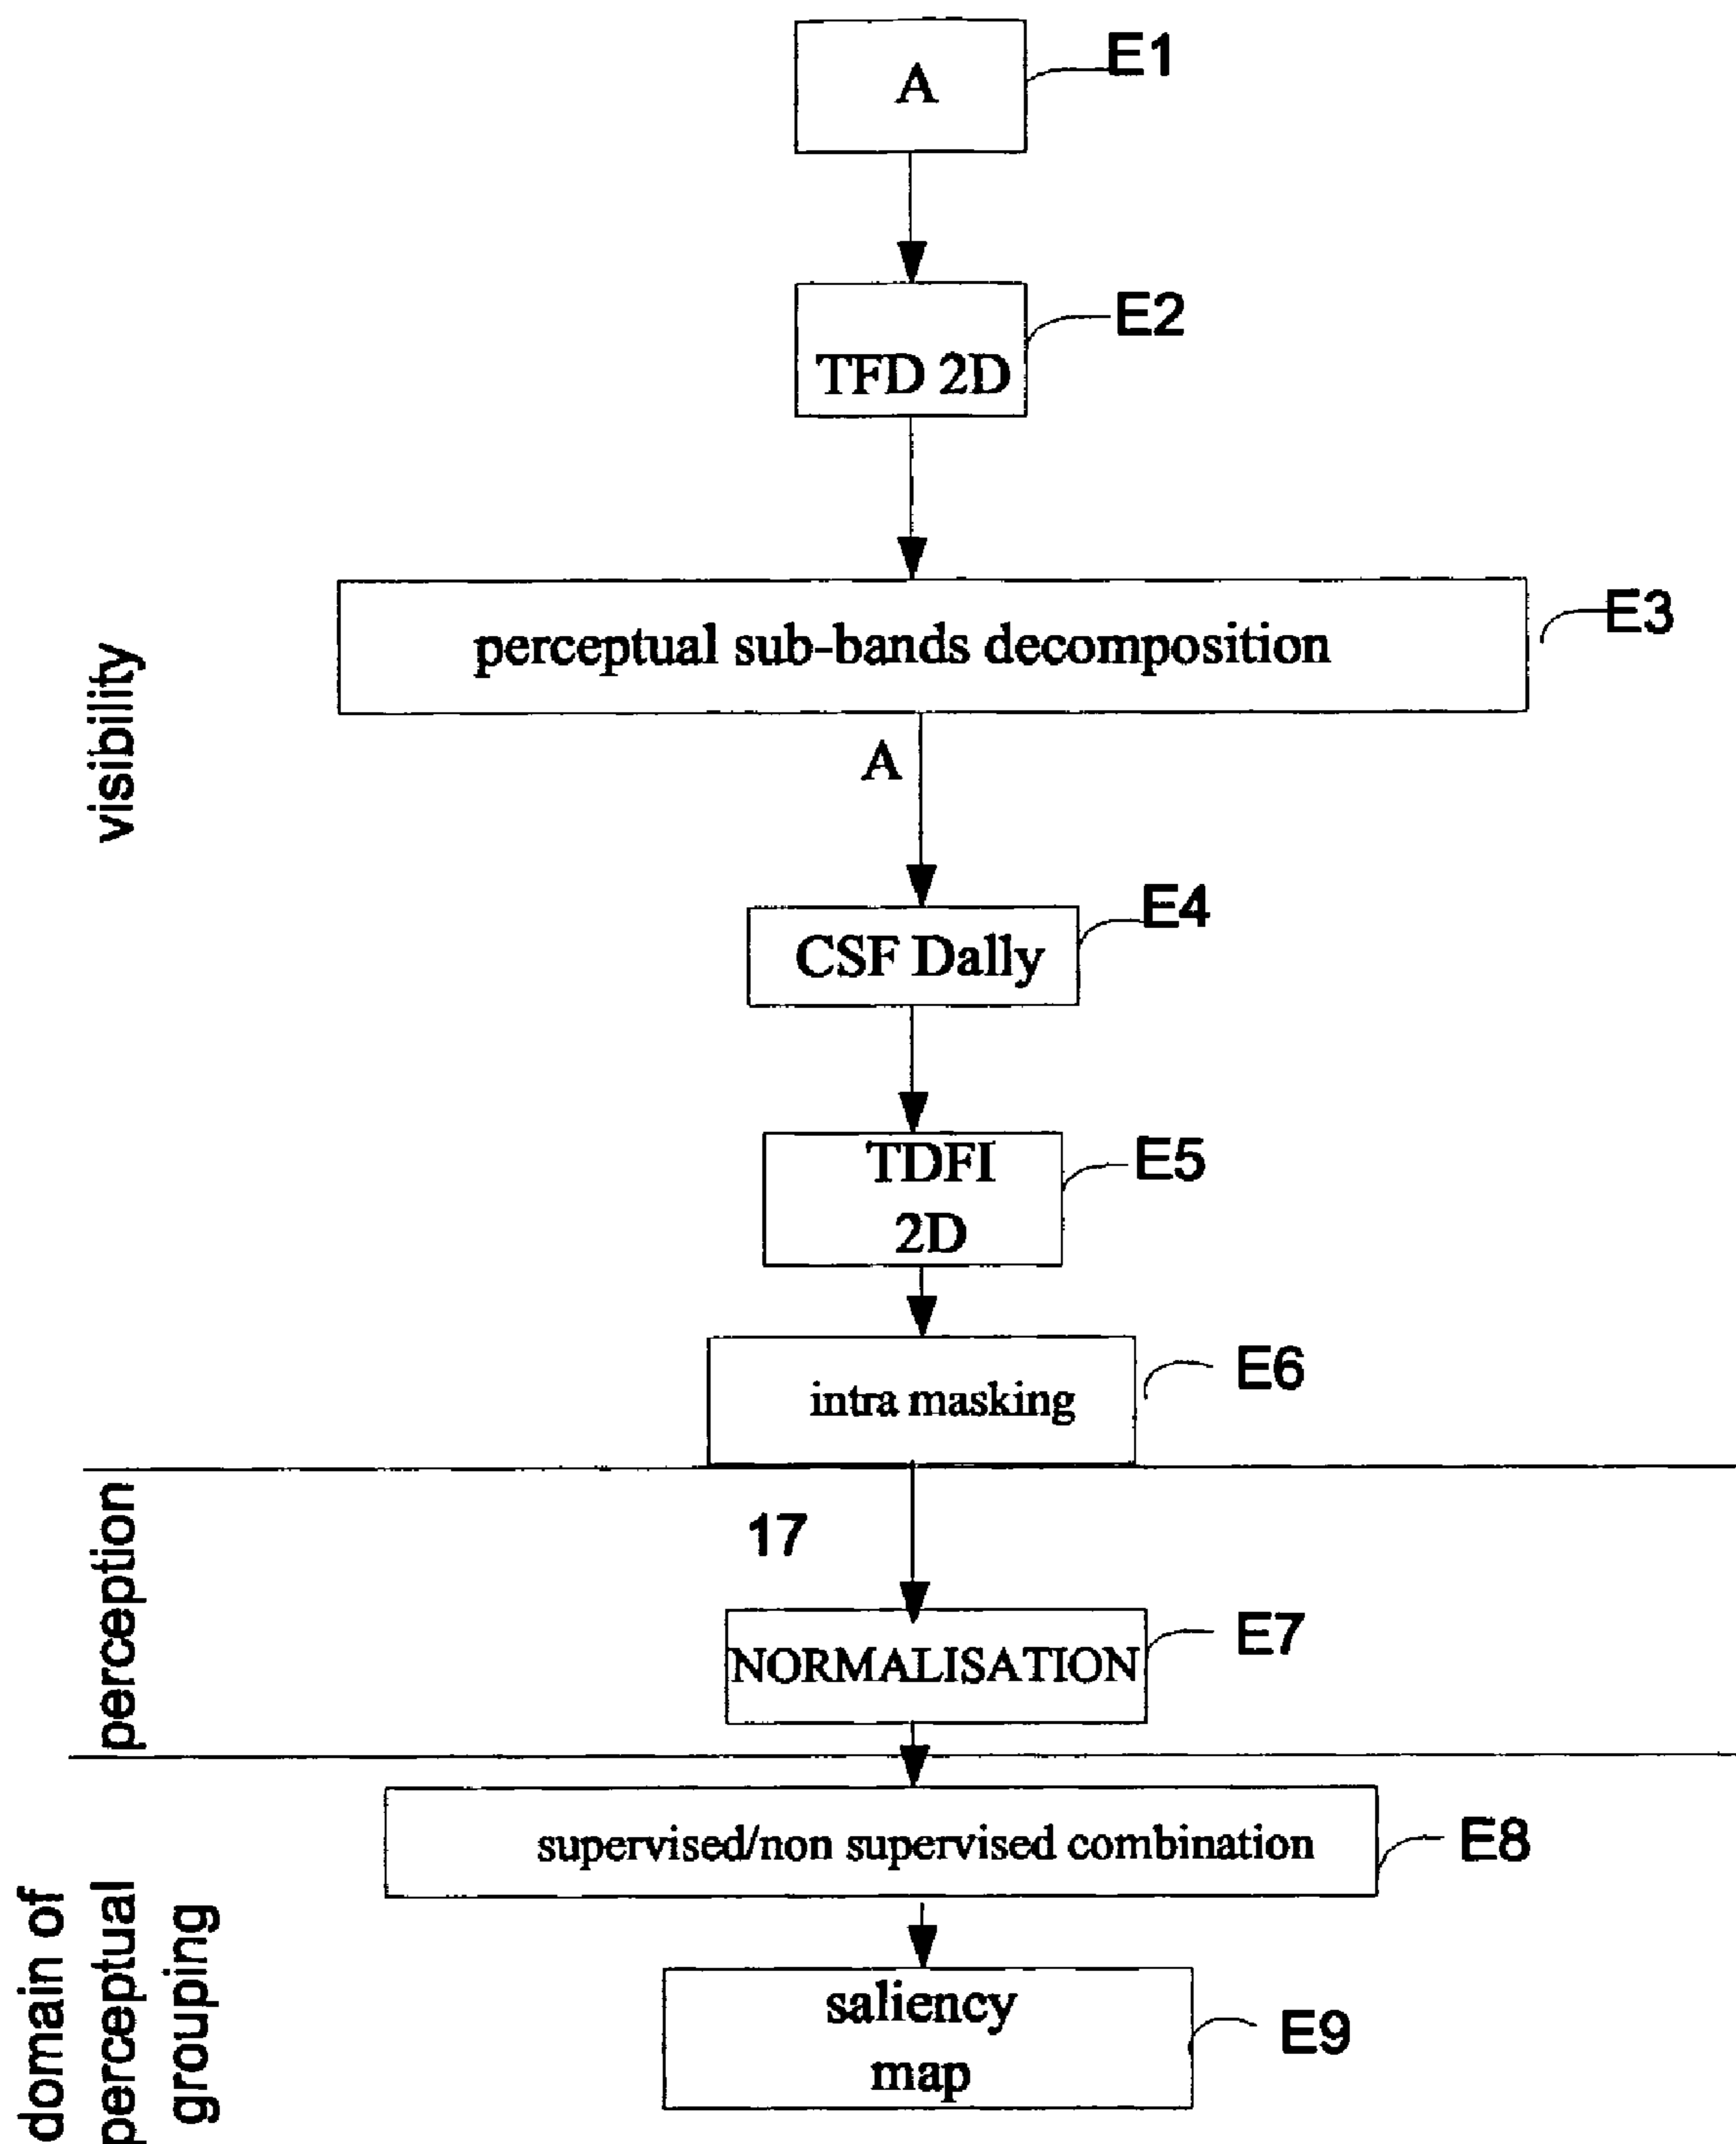 A
E1
TFD 2D
E2
perceptual sub-bands decomposition
E3
visibility
A
CSF Dally
E4
TDFI
2D
E5
intra masking
E6
perception
17
NORMALISATION
E7
supervised/non supervised combination
E8
domain of
perceptual
grouping
saliency
map
E9